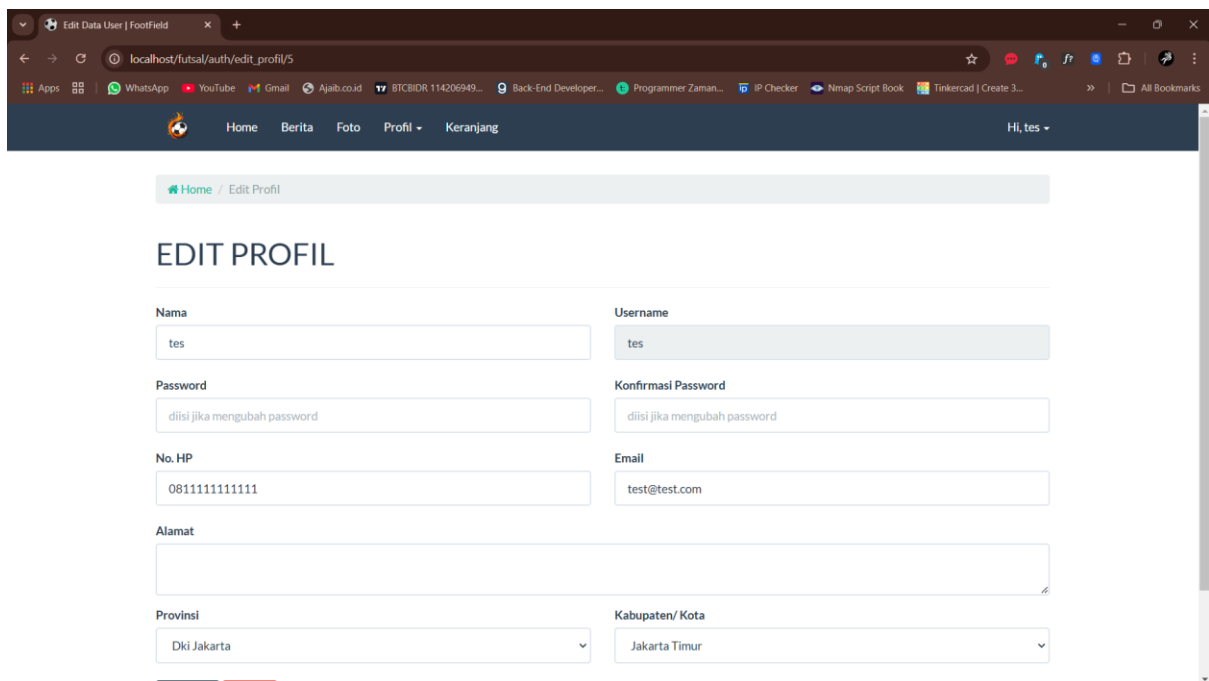 Edit Data User | FootField
localhost/futsal/auth/edit_profil/5
Apps WhatsApp YouTube Gmail Ajaib.co.id BTCBIDR 114206949... Back-End Developer... Programmer Zaman... IP Checker Nmap Script Book Tinkercad | Create 3... » All Bookmarks
Home Berita Foto Profil Keranjang Hi, tes
Home / Edit Profil
EDIT PROFIL
Nama Username
tes tes
Password Konfirmasi Password
diisi jika mengubah password diisi jika mengubah password
No. HP Email
0811111111111 test@test.com
Alamat
Provinsi Kabupaten/ Kota
Dki Jakarta Jakarta Timur